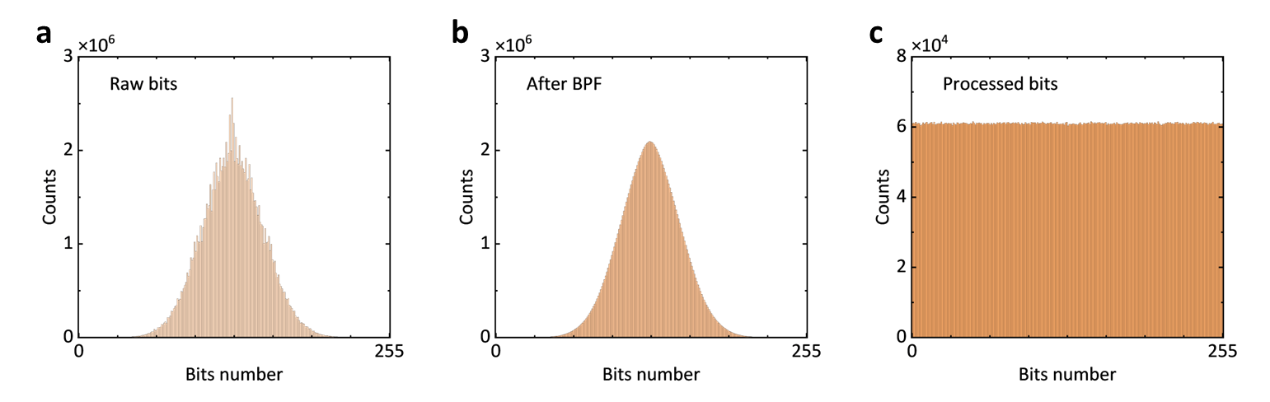 a
×10⁶
3
2
1
0
Counts
Raw bits
0
255
Bits number
b
×10⁶
3
2
1
0
Counts
After BPF
0
255
Bits number
c
×10⁴
8
6
4
2
0
Counts
Processed bits
0
255
Bits number